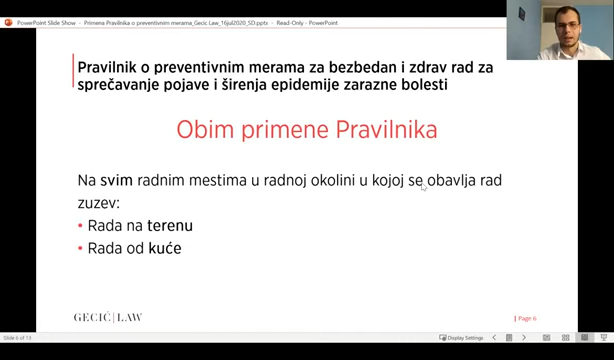 PowerPoint Slide Show - Primena Pravilnika o preventivnim merama_Gecic Law_16jul2020_SD.pptx - Read-Only - PowerPoint
Pravilnik o preventivnim merama za bezbedan i zdrav rad za
sprečavanje pojave i širenja epidemije zarazne bolesti
Obim primene Pravilnika
Na svim radnim mestima u radnoj okolini u kojoj se obavlja rad
zuzev:
• Rada na terenu
• Rada od kuće
GECIĆ|LAW
| Page 6
Slide 6 of 13
Display Settings